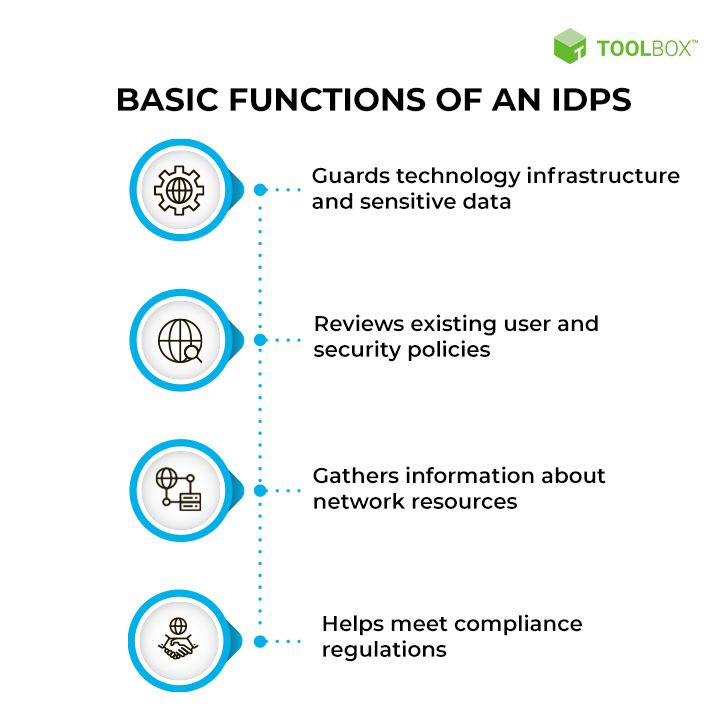 TOOLBOX™
BASIC FUNCTIONS OF AN IDPS
Guards technology infrastructure
and sensitive data
Reviews existing user and
security policies
Gathers information about
network resources
Helps meet compliance
regulations